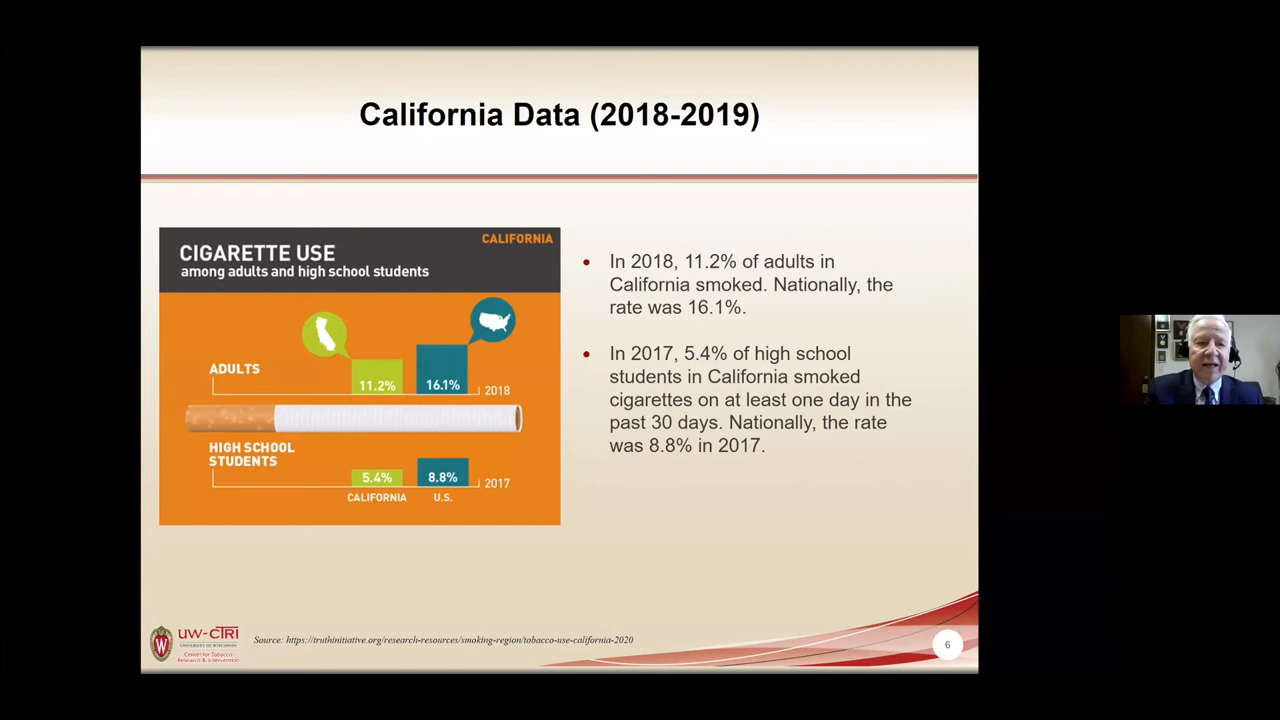 California Data (2018-2019)
CALIFORNIA
CIGARETTE USE
among adults and high school students
ADULTS
11.2%
16.1%
2018
HIGH SCHOOL
STUDENTS
5.4%
8.8%
2017
CALIFORNIA
U.S.
• In 2018, 11.2% of adults in
California smoked. Nationally, the
rate was 16.1%.
• In 2017, 5.4% of high school
students in California smoked
cigarettes on at least one day in the
past 30 days. Nationally, the rate
was 8.8% in 2017.
W
UW-CTRI
UNIVERSITY OF WISCONSIN
Center for Tobacco
Research & Intervention
Source: https://truthinitiative.org/research-resources/smoking-region/tobacco-use-california-2020
6